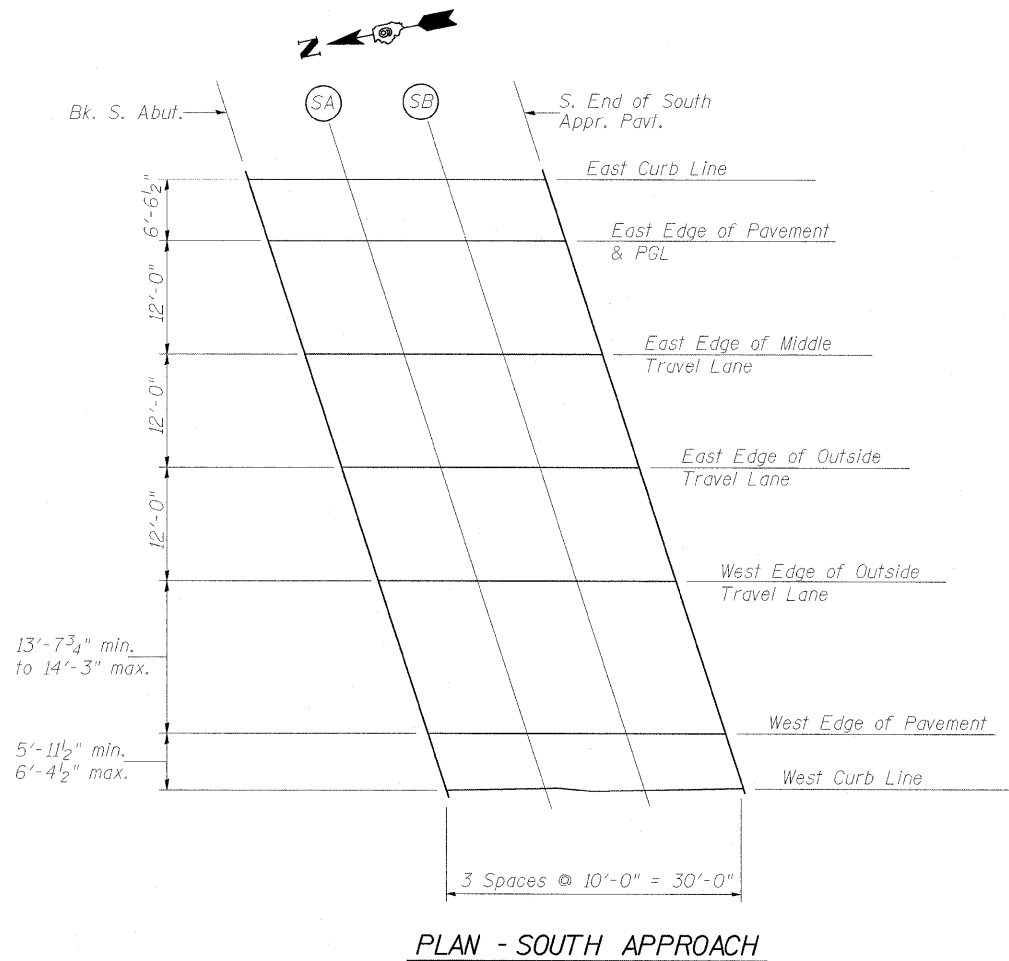 N
Bk. S. Abut.
SA
SB
S. End of South
Appr. Pavt.
East Curb Line
6'-6½"
East Edge of Pavement
& PGL
12'-0"
East Edge of Middle
Travel Lane
12'-0"
East Edge of Outside
Travel Lane
12'-0"
West Edge of Outside
Travel Lane
13'-7¾" min.
to 14'-3" max.
West Edge of Pavement
5'-11½" min.
6'-4½" max.
West Curb Line
3 Spaces @ 10'-0" = 30'-0"
PLAN - SOUTH APPROACH